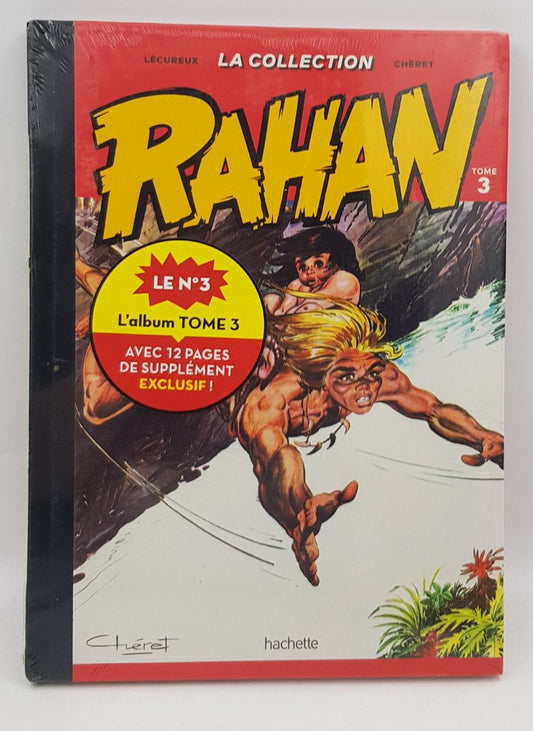 LÉCUREUX LA COLLECTION CHÉRET
RAHAN
TOME
3
LE N°3
L'album TOME 3
AVEC 12 PAGES
DE SUPPLÉMENT
EXCLUSIF !
Chéret
hachette